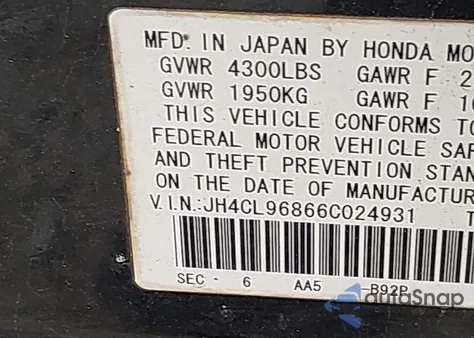 MFD. IN JAPAN BY HONDA MO
GVWR 4300LBS GAWR F 2
GVWR 1950KG GAWR F 1
THIS VEHICLE CONFORMS TO
FEDERAL MOTOR VEHICLE SAF
AND THEFT PREVENTION STAN
ON THE DATE OF MANUFACTUR
V.I.N.:JH4CL96866C024931 T
SEC - 6 AA5 -B92P
autoSnap